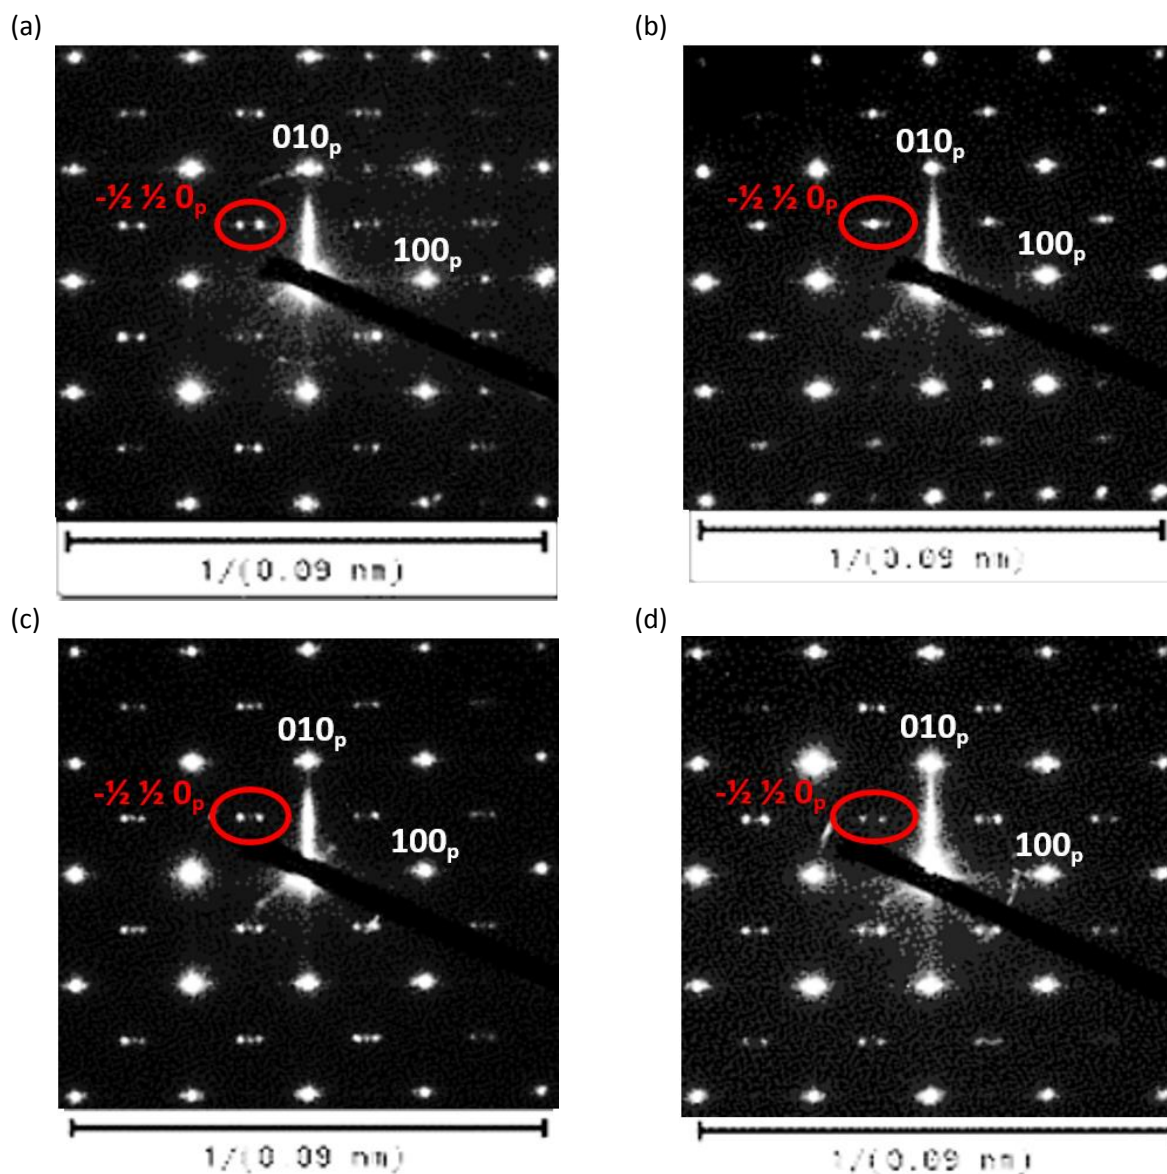 (a)
(b)
010p
-½ ½ 0p
100p
1/(0.09 nm)
010p
-½ ½ 0p
100p
1/(0.09 nm)
(c)
(d)
010p
-½ ½ 0p
100p
1/(0.09 nm)
010p
-½ ½ 0p
100p
1/(0.09 nm)